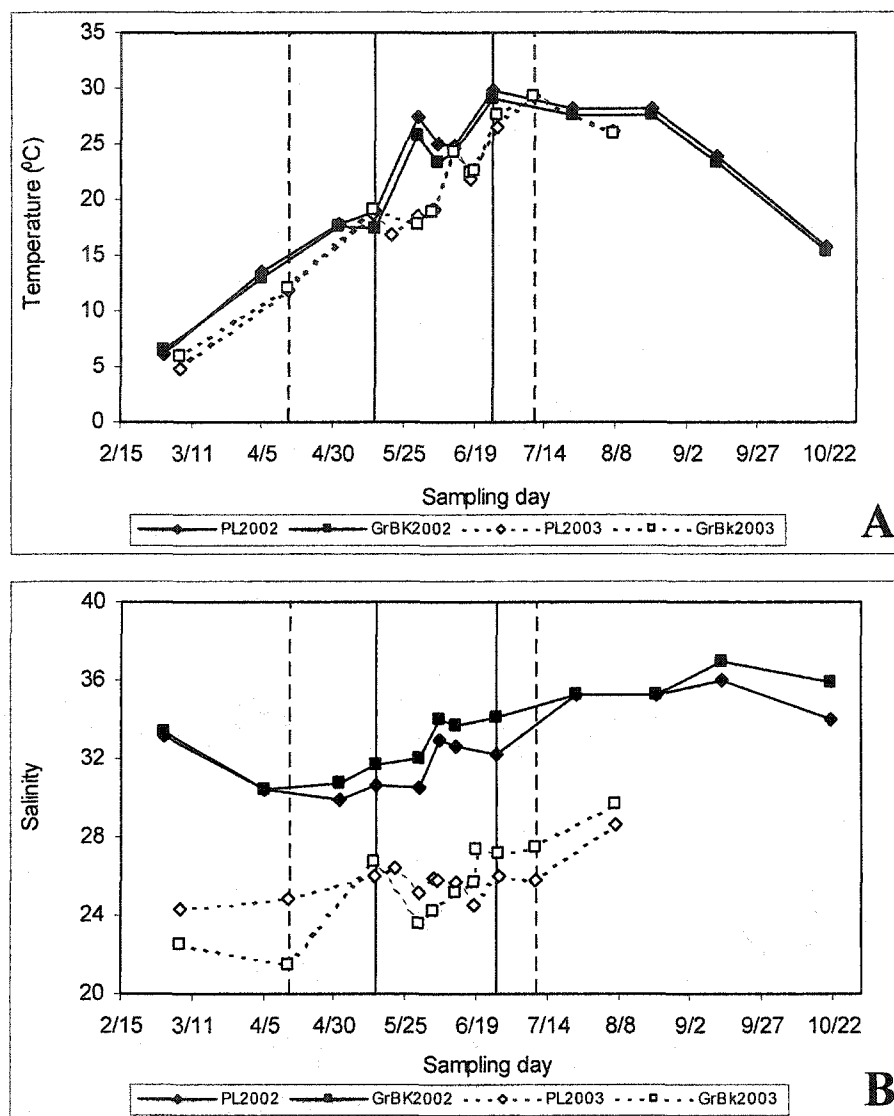 35
30
25
20
15
10
5
0
Temperature (⁰C)
2/15 3/11 4/5 4/30 5/25 6/19 7/14 8/8 9/2 9/27 10/22
Sampling day
PL2002 GrBK2002 PL2003 GrBk2003
A
40
36
32
28
24
20
Salinity
2/15 3/11 4/5 4/30 5/25 6/19 7/14 8/8 9/2 9/27 10/22
Sampling day
PL2002 GrBK2002 PL2003 GrBk2003
B